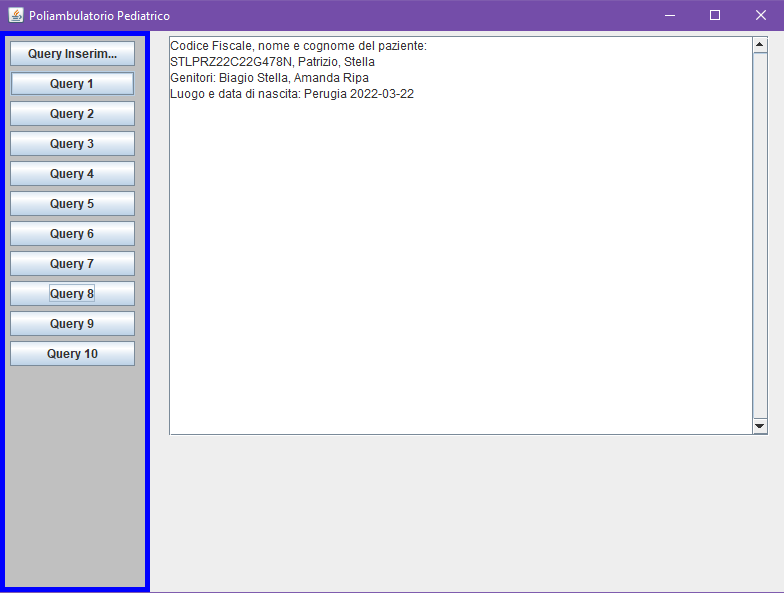 Poliambulatorio Pediatrico
Query Inserim...
Query 1
Query 2
Query 3
Query 4
Query 5
Query 6
Query 7
Query 8
Query 9
Query 10
Codice Fiscale, nome e cognome del paziente:
STLPRZ22C22G478N, Patrizio, Stella
Genitori: Biagio Stella, Amanda Ripa
Luogo e data di nascita: Perugia 2022-03-22